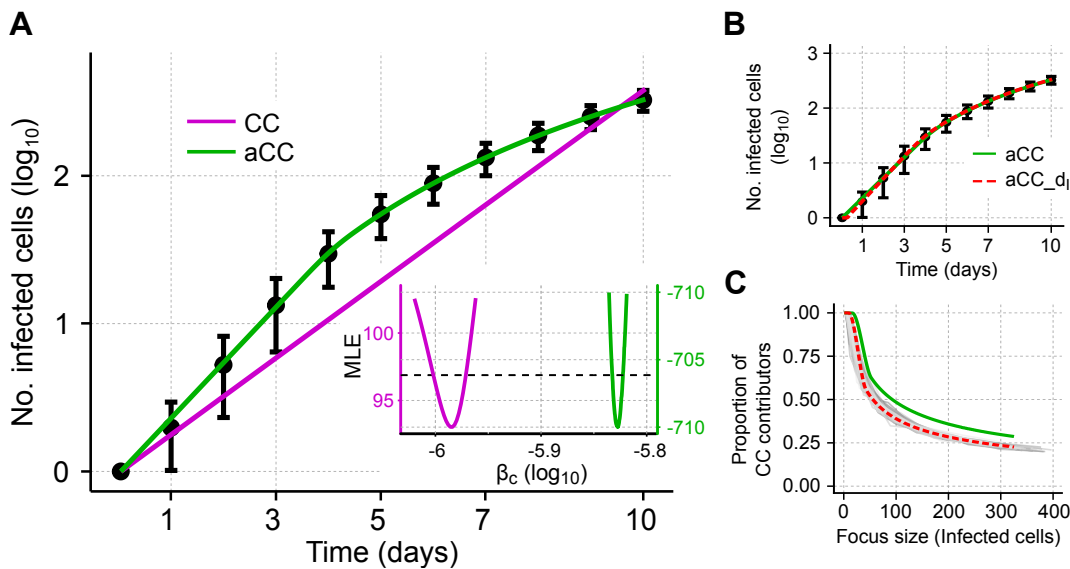 A
No. infected cells (log10)
2
1
0
CC
aCC
1
3
5
7
10
Time (days)
MLE
100
95
-710
-705
-710
-6
-5.9
-5.8
βc (log10)
B
No. infected cells
(log10)
3
2
1
0
aCC
aCC_dI
1
3
7
10
Time (days)
C
Proportion of
CC contributors
1.00
0.75
0.50
0.25
0.00
0
100
200
300
400
Focus size (Infected cells)